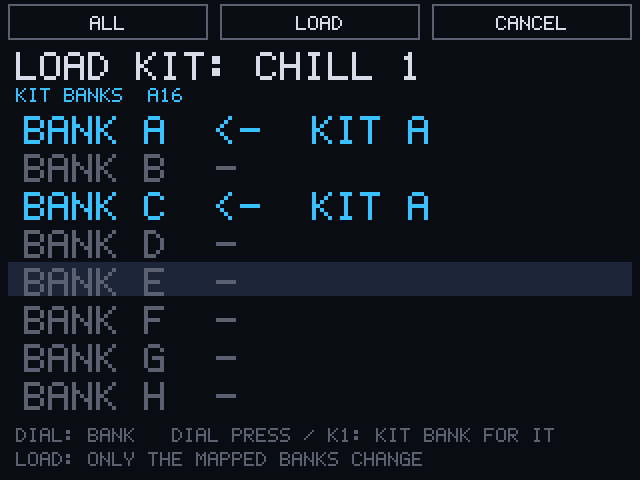 ALL LOAD CANCEL
LOAD KIT: CHILL 1
KIT BANKS A16
BANK A <- KIT A
BANK B -
BANK C <- KIT A
BANK D -
BANK E -
BANK F -
BANK G -
BANK H -
DIAL: BANK DIAL PRESS / K1: KIT BANK FOR IT
LOAD: ONLY THE MAPPED BANKS CHANGE